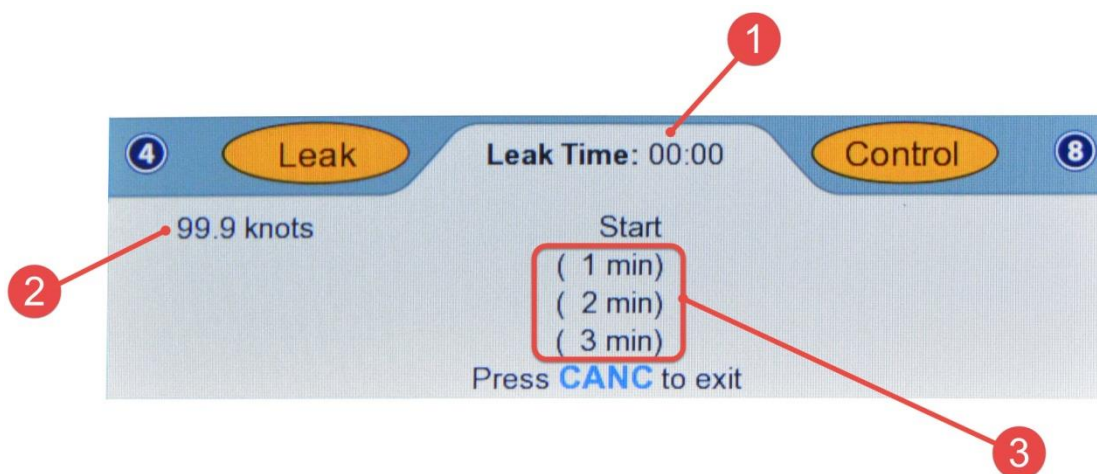 1
4 Leak Leak Time: 00:00 Control 8
99.9 knots Start
2
( 1 min)
( 2 min)
( 3 min)
Press CANC to exit
3